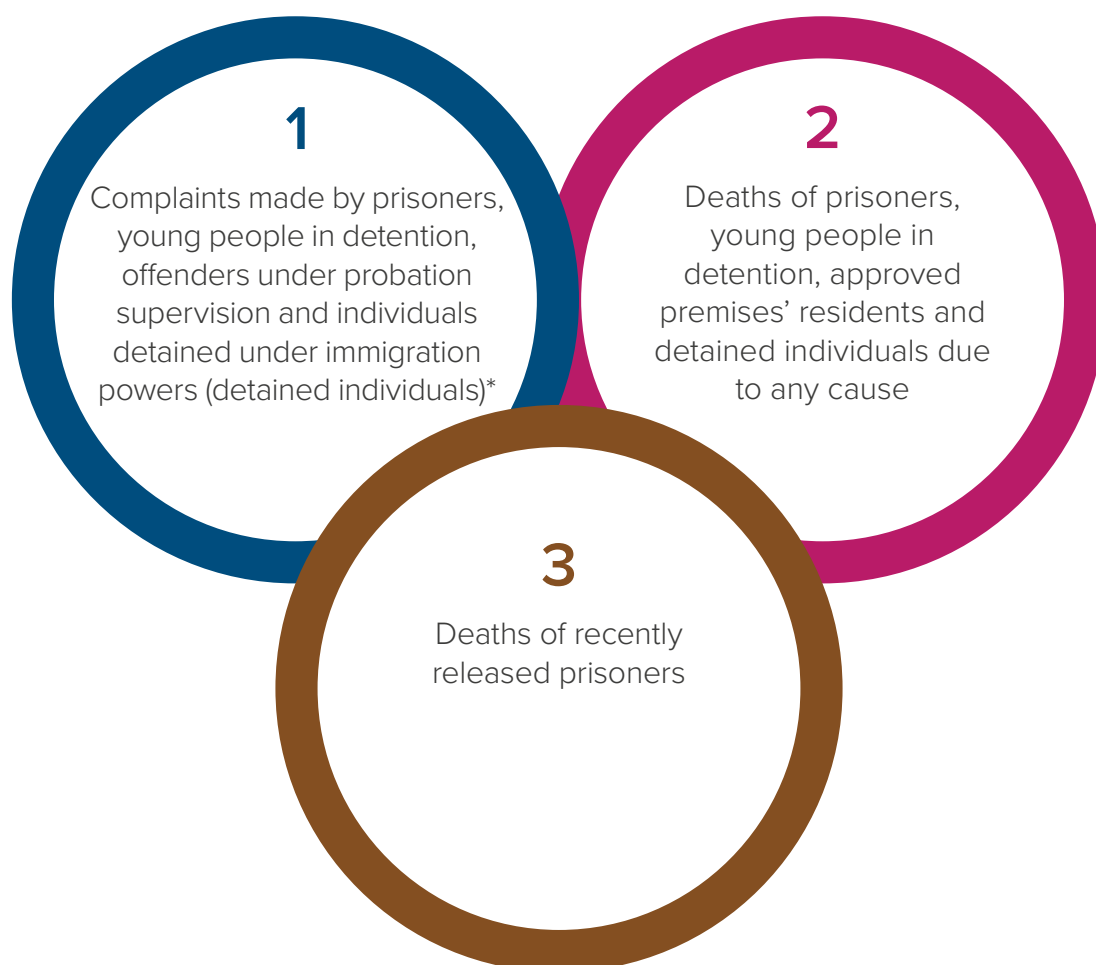 1
Complaints made by prisoners,
young people in detention,
offenders under probation
supervision and individuals
detained under immigration
powers (detained individuals)*
2
Deaths of prisoners,
young people in
detention, approved
premises’ residents and
detained individuals due
to any cause
3
Deaths of recently
released prisoners